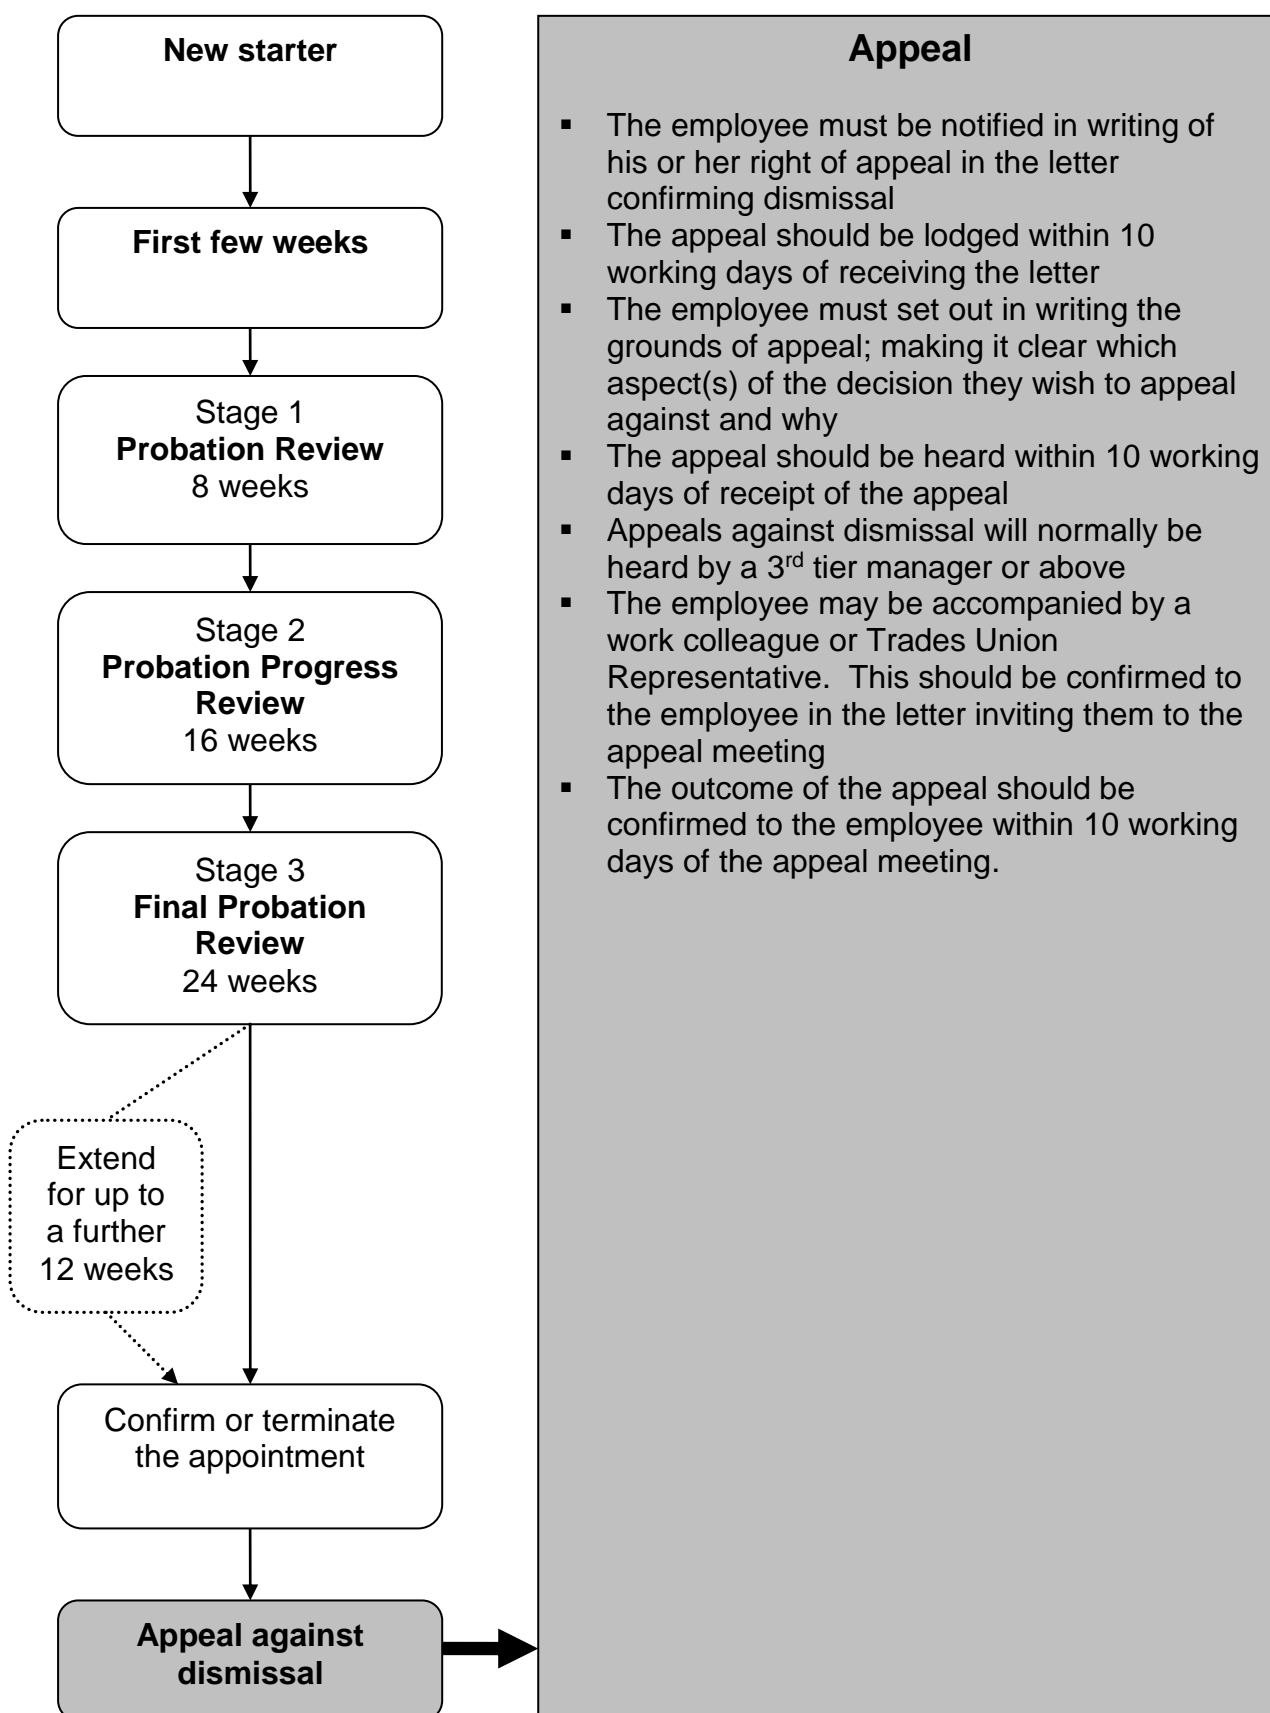 New starter
First few weeks
Stage 1
Probation Review
8 weeks
Stage 2
Probation Progress
Review
16 weeks
Stage 3
Final Probation
Review
24 weeks
Extend
for up to
a further
12 weeks
Confirm or terminate
the appointment
Appeal against
dismissal
Appeal
▪ The employee must be notified in writing of
his or her right of appeal in the letter
confirming dismissal
▪ The appeal should be lodged within 10
working days of receiving the letter
▪ The employee must set out in writing the
grounds of appeal; making it clear which
aspect(s) of the decision they wish to appeal
against and why
▪ The appeal should be heard within 10 working
days of receipt of the appeal
▪ Appeals against dismissal will normally be
heard by a 3rd tier manager or above
▪ The employee may be accompanied by a
work colleague or Trades Union
Representative.  This should be confirmed to
the employee in the letter inviting them to the
appeal meeting
▪ The outcome of the appeal should be
confirmed to the employee within 10 working
days of the appeal meeting.